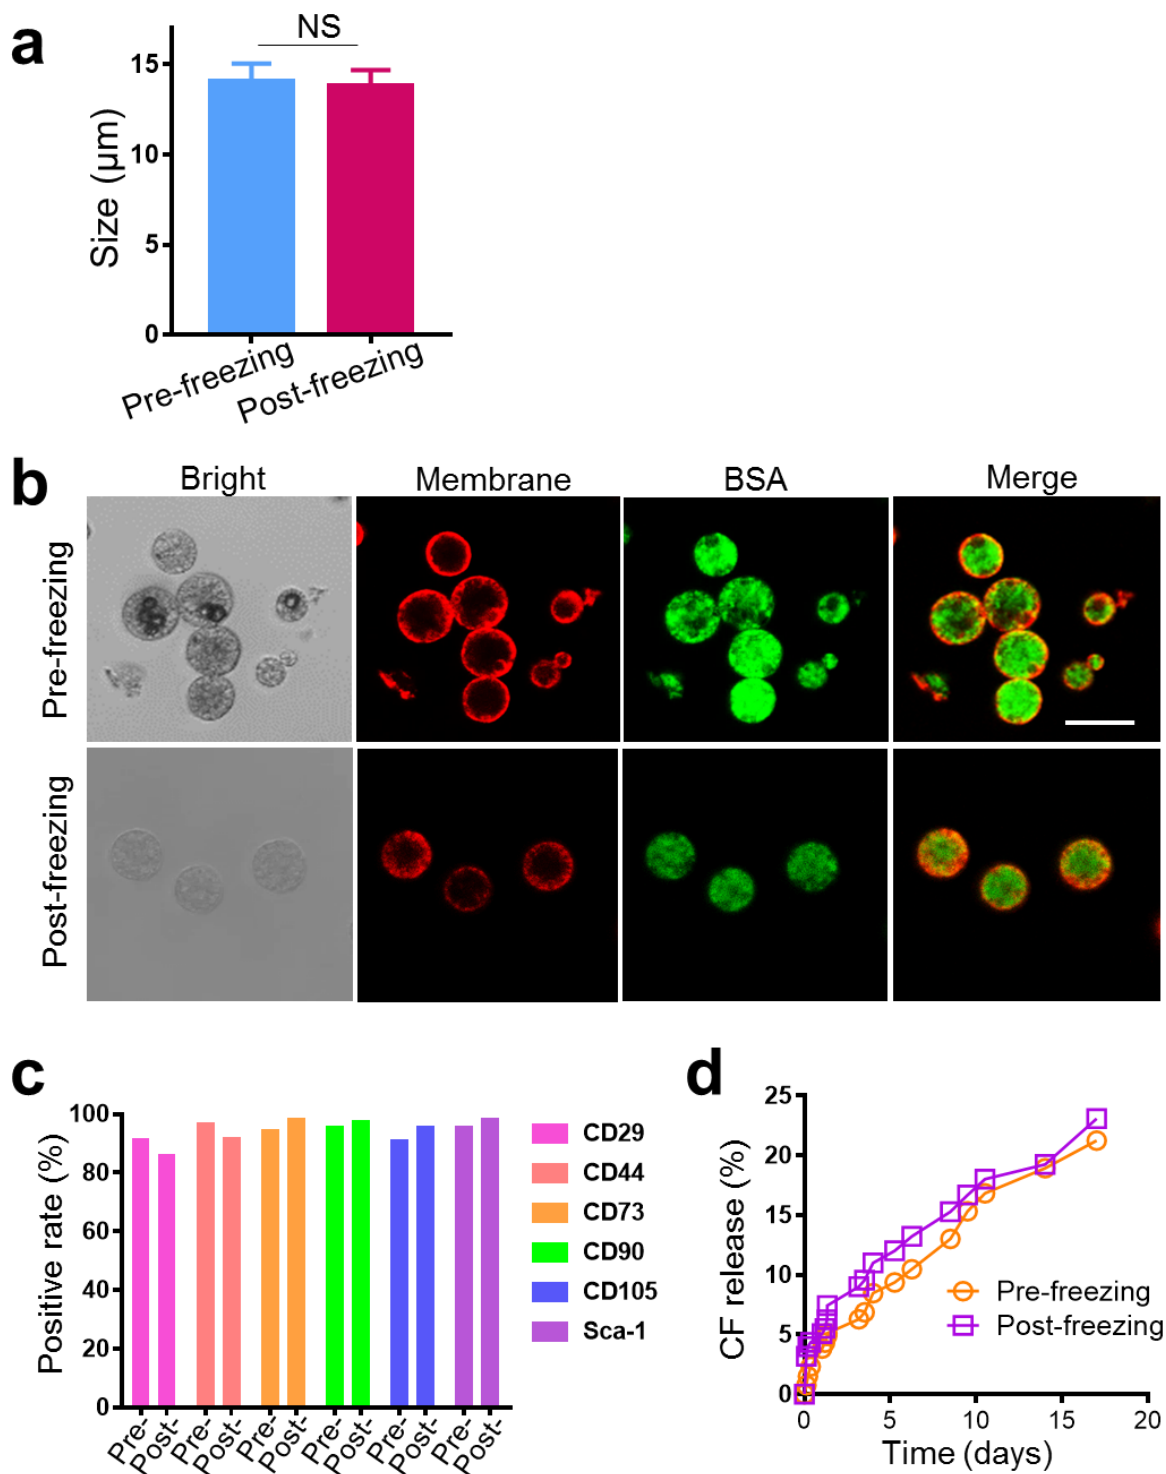 a
NS
15
10
5
0
Size (μm)
Pre-freezing
Post-freezing
b
Bright
Membrane
BSA
Merge
Pre-freezing
Post-freezing
c
100
80
60
40
20
0
Positive rate (%)
Pre-
Post-
Pre-
Post-
Pre-
Post-
Pre-
Post-
Pre-
Post-
Pre-
Post-
CD29
CD44
CD73
CD90
CD105
Sca-1
d
25
20
15
10
5
0
CF release (%)
Pre-freezing
Post-freezing
0 5 10 15 20
Time (days)